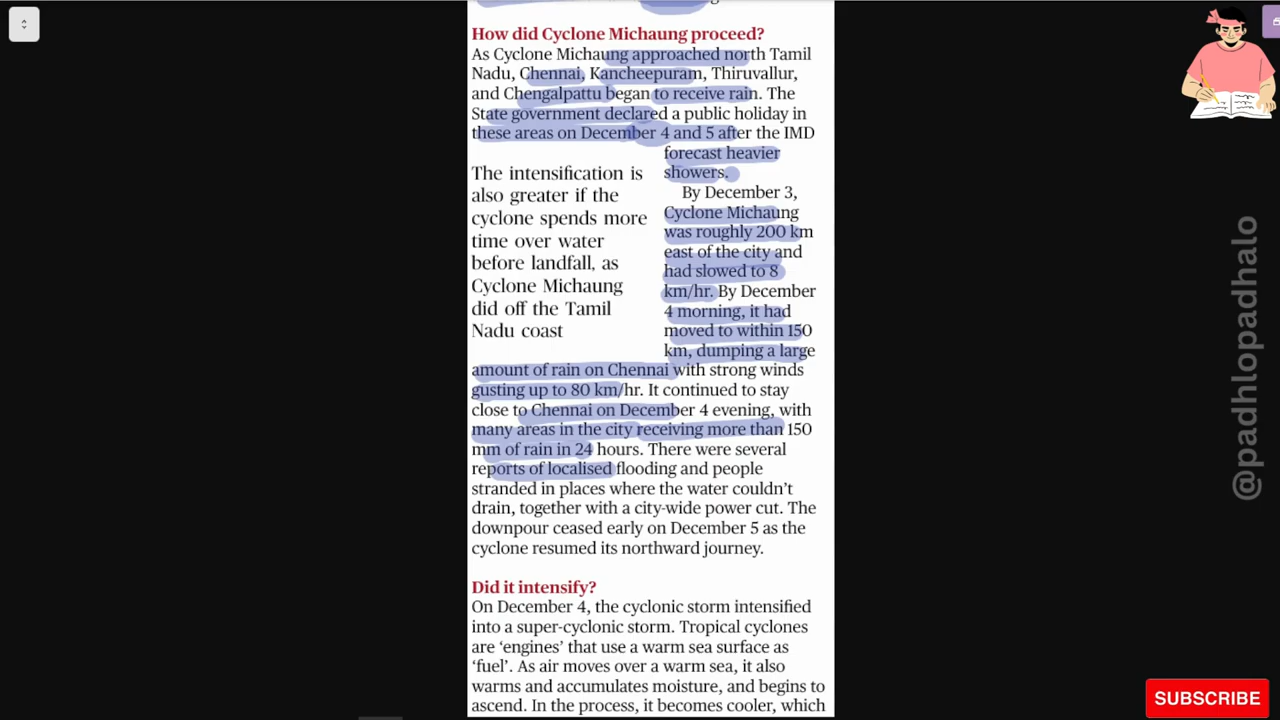 How did Cyclone Michaung proceed?
As Cyclone Michaung approached north Tamil
Nadu, Chennai, Kancheepuram, Thiruvallur,
and Chengalpattu began to receive rain. The
State government declared a public holiday in
these areas on December 4 and 5 after the IMD
forecast heavier
showers.
By December 3,
Cyclone Michaung
was roughly 200 km
east of the city and
had slowed to 8
km/hr. By December
4 morning, it had
moved to within 150
km, dumping a large
amount of rain on Chennai with strong winds
gusting up to 80 km/hr. It continued to stay
close to Chennai on December 4 evening, with
many areas in the city receiving more than 150
mm of rain in 24 hours. There were several
reports of localised flooding and people
stranded in places where the water couldn’t
drain, together with a city-wide power cut. The
downpour ceased early on December 5 as the
cyclone resumed its northward journey.
The intensification is
also greater if the
cyclone spends more
time over water
before landfall, as
Cyclone Michaung
did off the Tamil
Nadu coast
Did it intensify?
On December 4, the cyclonic storm intensified
into a super-cyclonic storm. Tropical cyclones
are ‘engines’ that use a warm sea surface as
‘fuel’. As air moves over a warm sea, it also
warms and accumulates moisture, and begins to
ascend. In the process, it becomes cooler, which
@padhlopadhalo
SUBSCRIBE